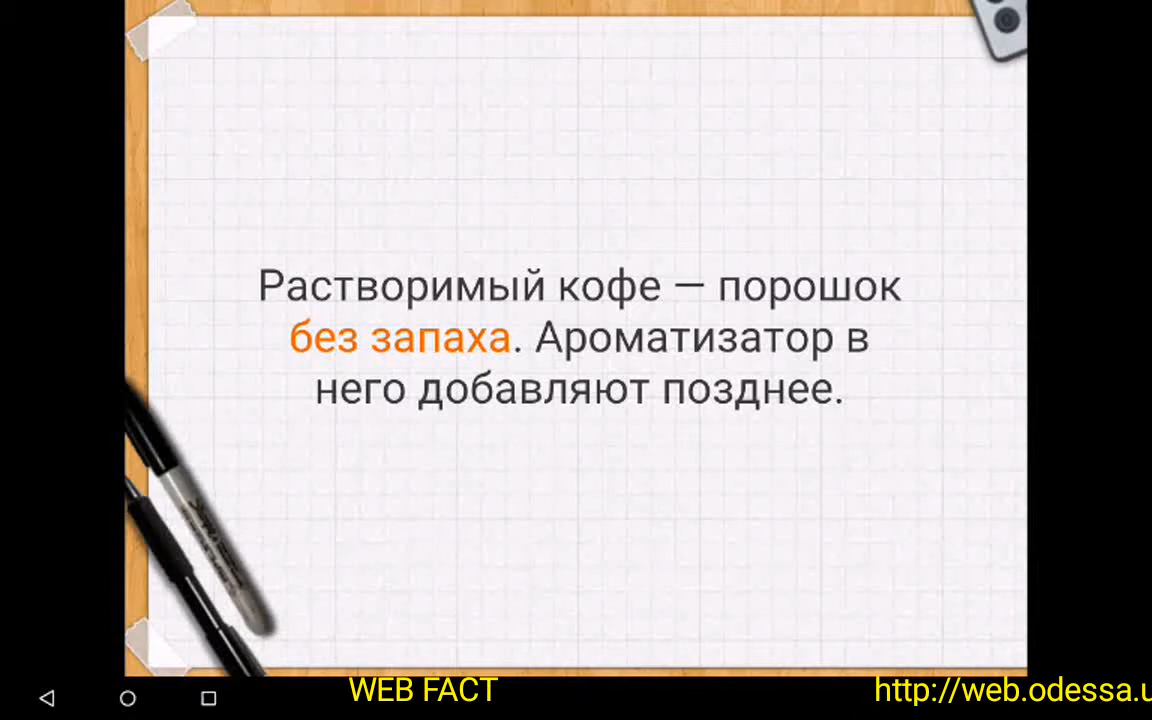 Растворимый кофе — порошок
без запаха. Ароматизатор в
него добавляют позднее.
WEB FACT
http://web.odessa.u